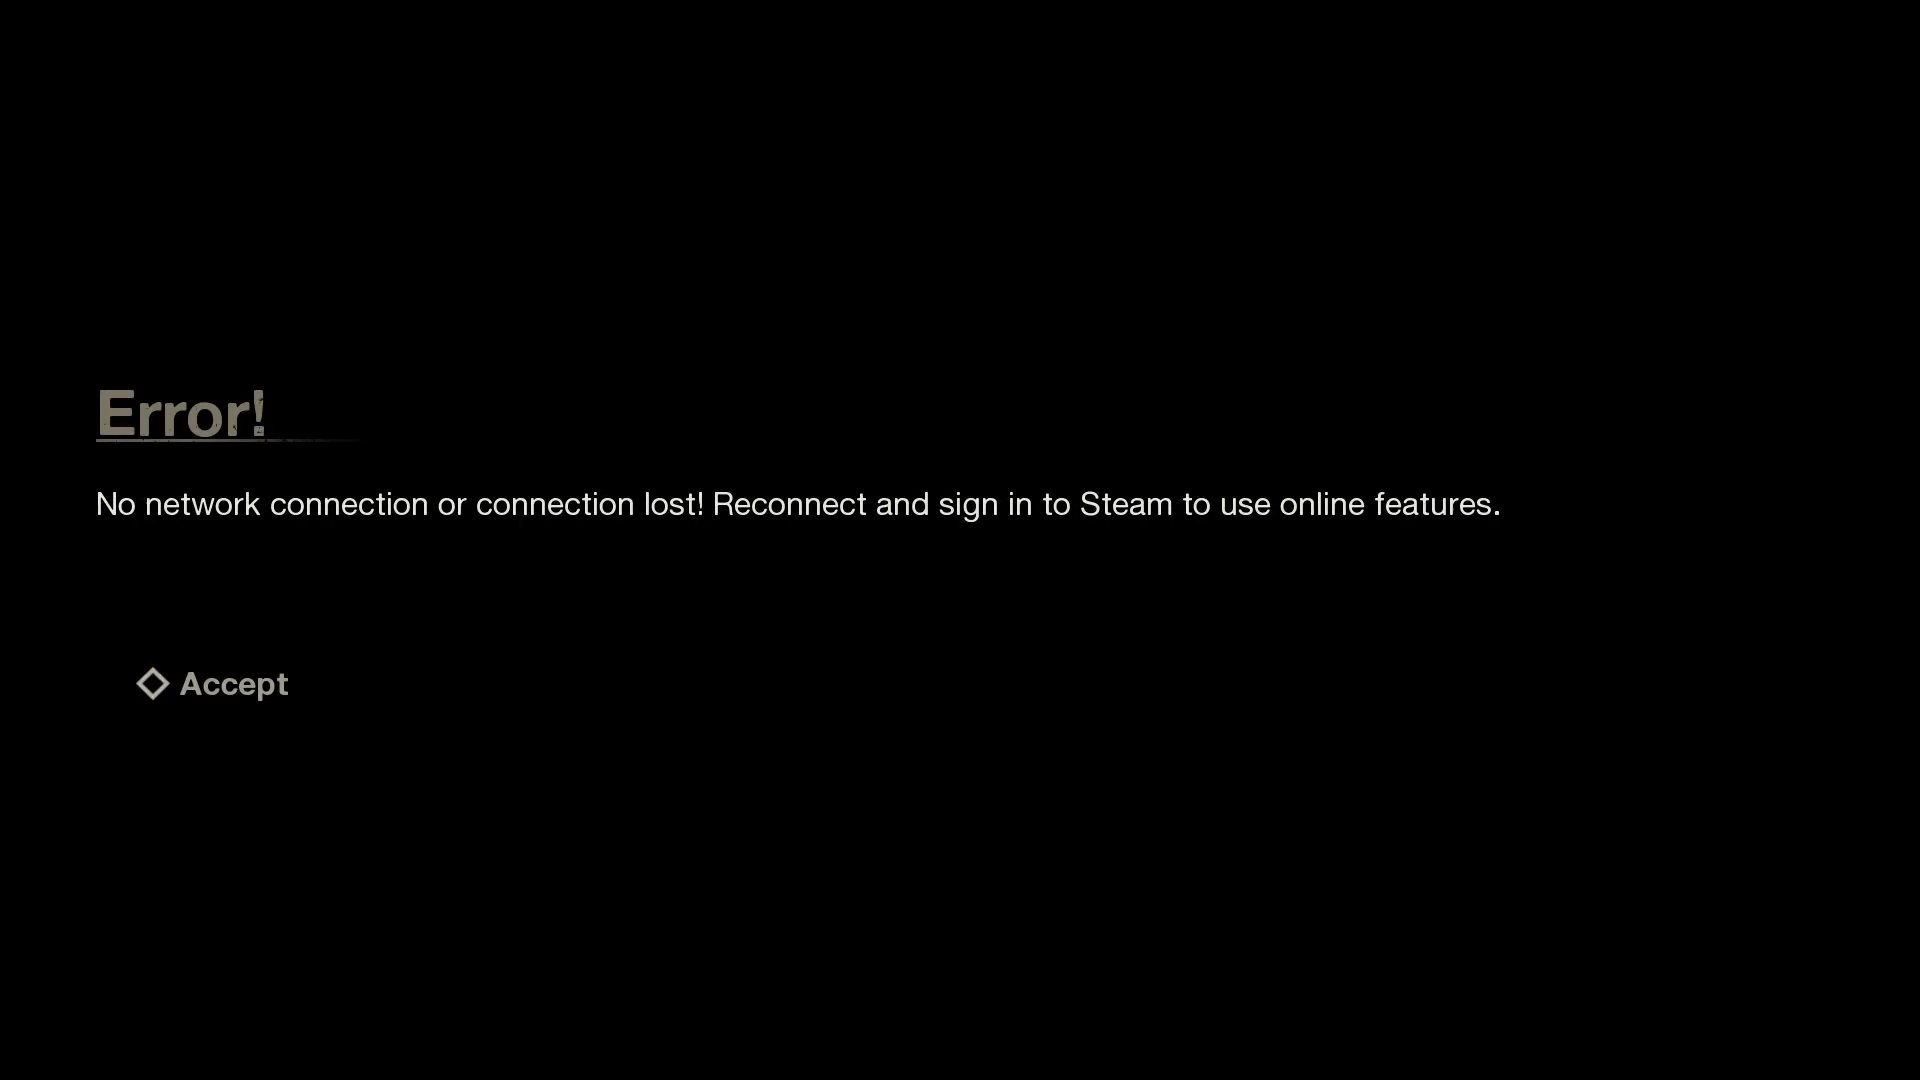 Error!
No network connection or connection lost! Reconnect and sign in to Steam to use online features.
Accept